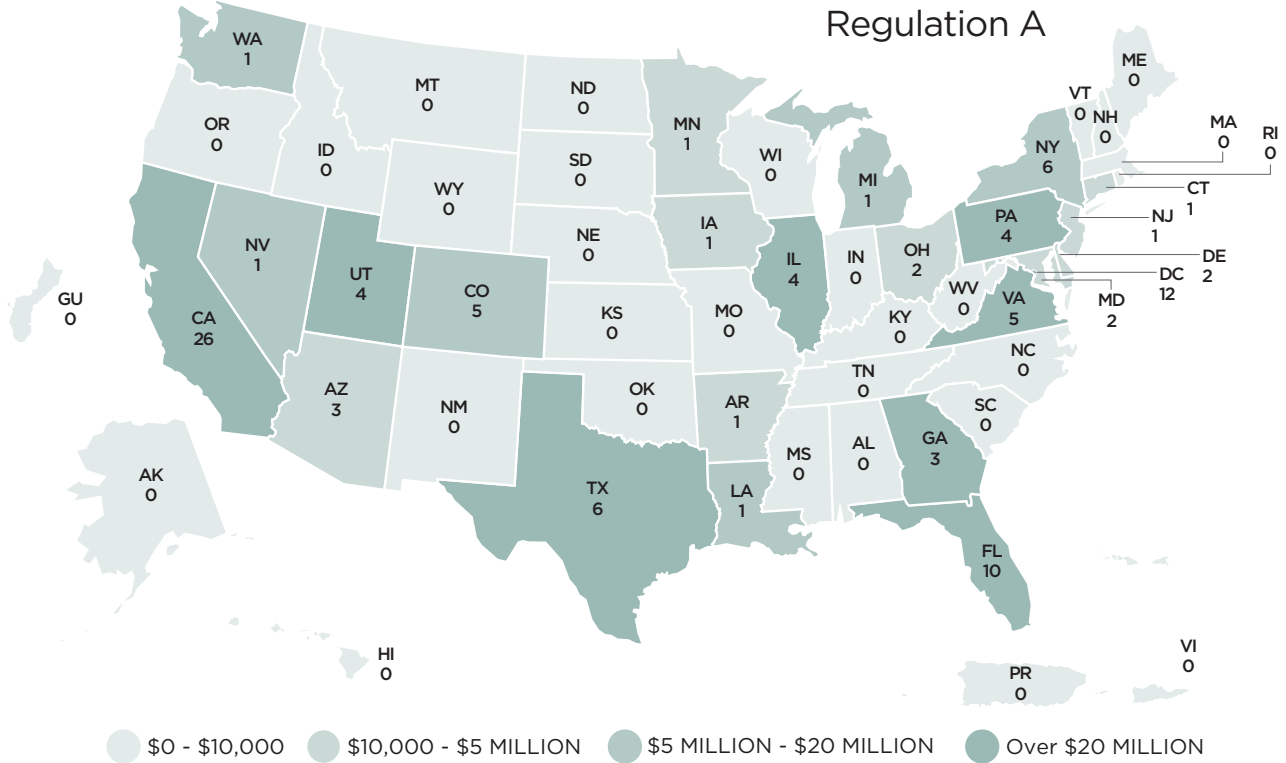 Regulation A
WA
1
MT
0
ND
0
MN
1
ME
0
VT
0
NH
0
MA
0
RI
0
OR
0
ID
0
SD
0
WI
0
NY
6
WY
0
MI
1
CT
1
NJ
1
IA
1
PA
4
NE
0
NV
1
UT
4
CO
5
IL
4
IN
0
OH
2
DE
2
DC
12
MD
2
WV
0
VA
5
GU
0
CA
26
KS
0
MO
0
KY
0
NC
0
TN
0
AZ
3
NM
0
OK
0
AR
1
SC
0
MS
0
AL
0
GA
3
AK
0
TX
6
LA
1
FL
10
HI
0
PR
0
VI
0
$0 - $10,000
$10,000 - $5 MILLION
$5 MILLION - $20 MILLION
Over $20 MILLION